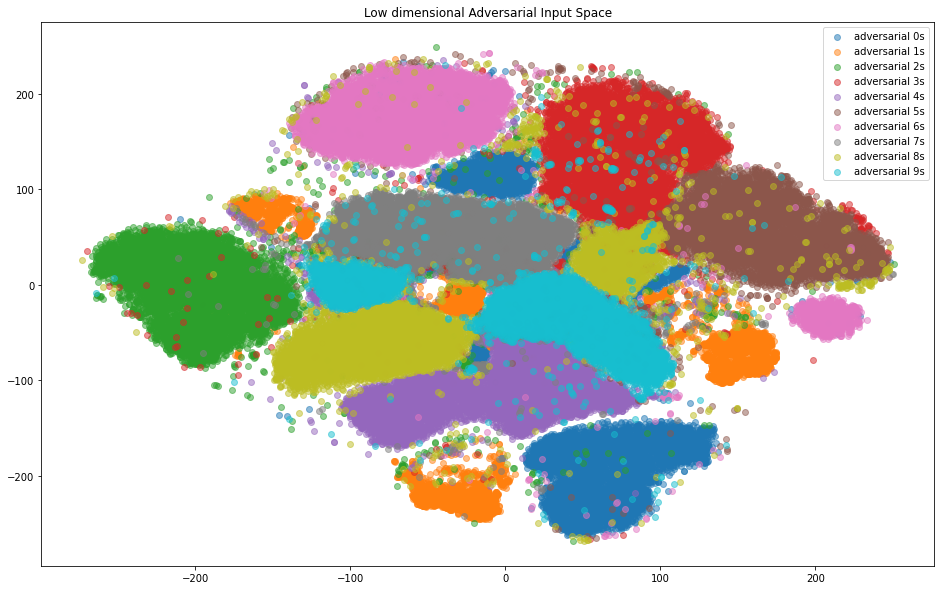 Low dimensional Adversarial Input Space
adversarial 0s
adversarial 1s
adversarial 2s
adversarial 3s
adversarial 4s
adversarial 5s
adversarial 6s
adversarial 7s
adversarial 8s
adversarial 9s
200
100
0
−100
−200
−200 −100 0 100 200